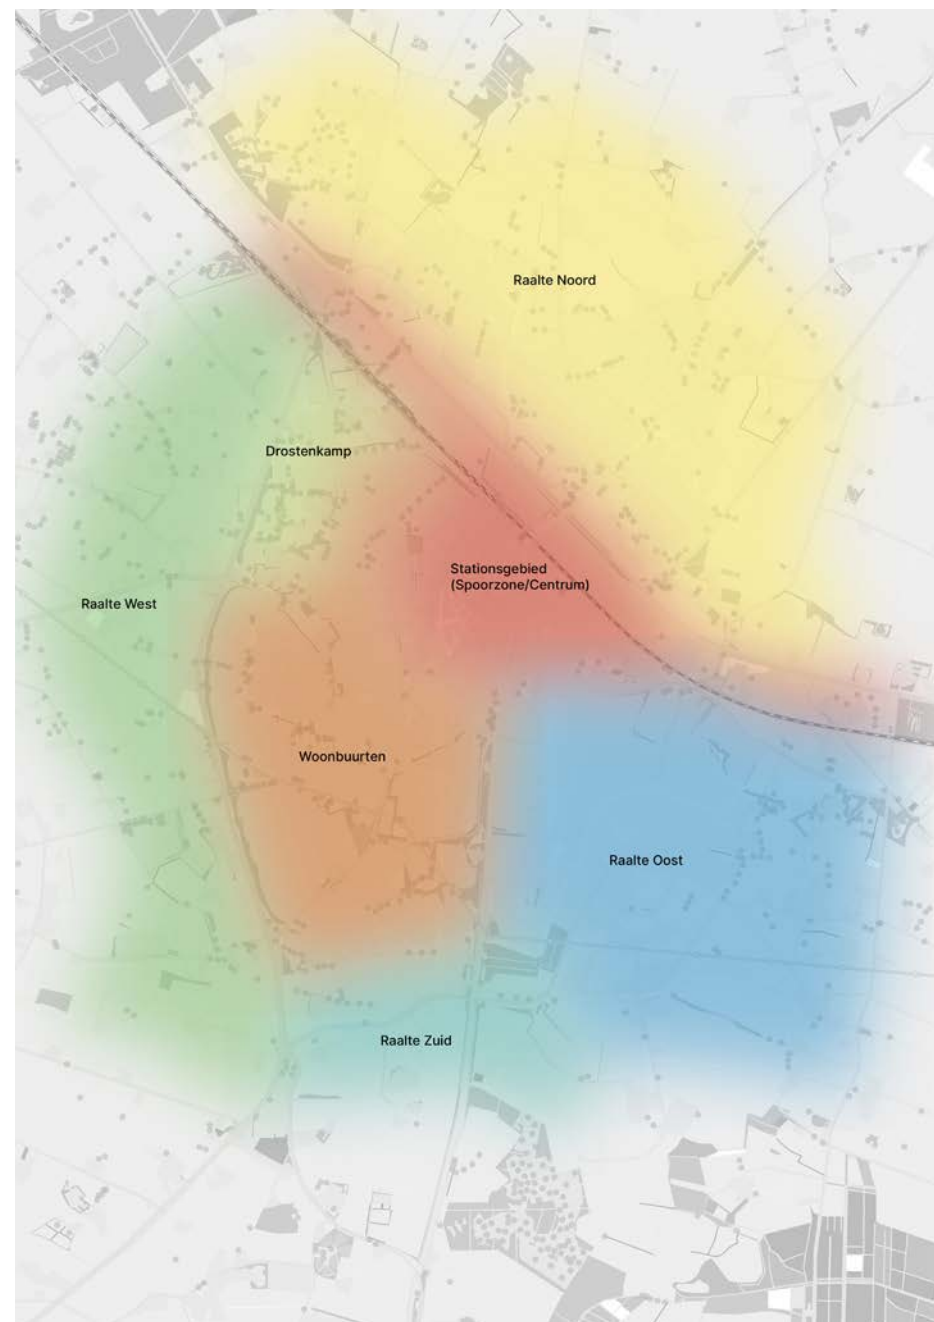 Raalte Noord
Drostenkamp
Stationsgebied
(Spoorzone/Centrum)
Raalte West
Woonbuurten
Raalte Oost
Raalte Zuid